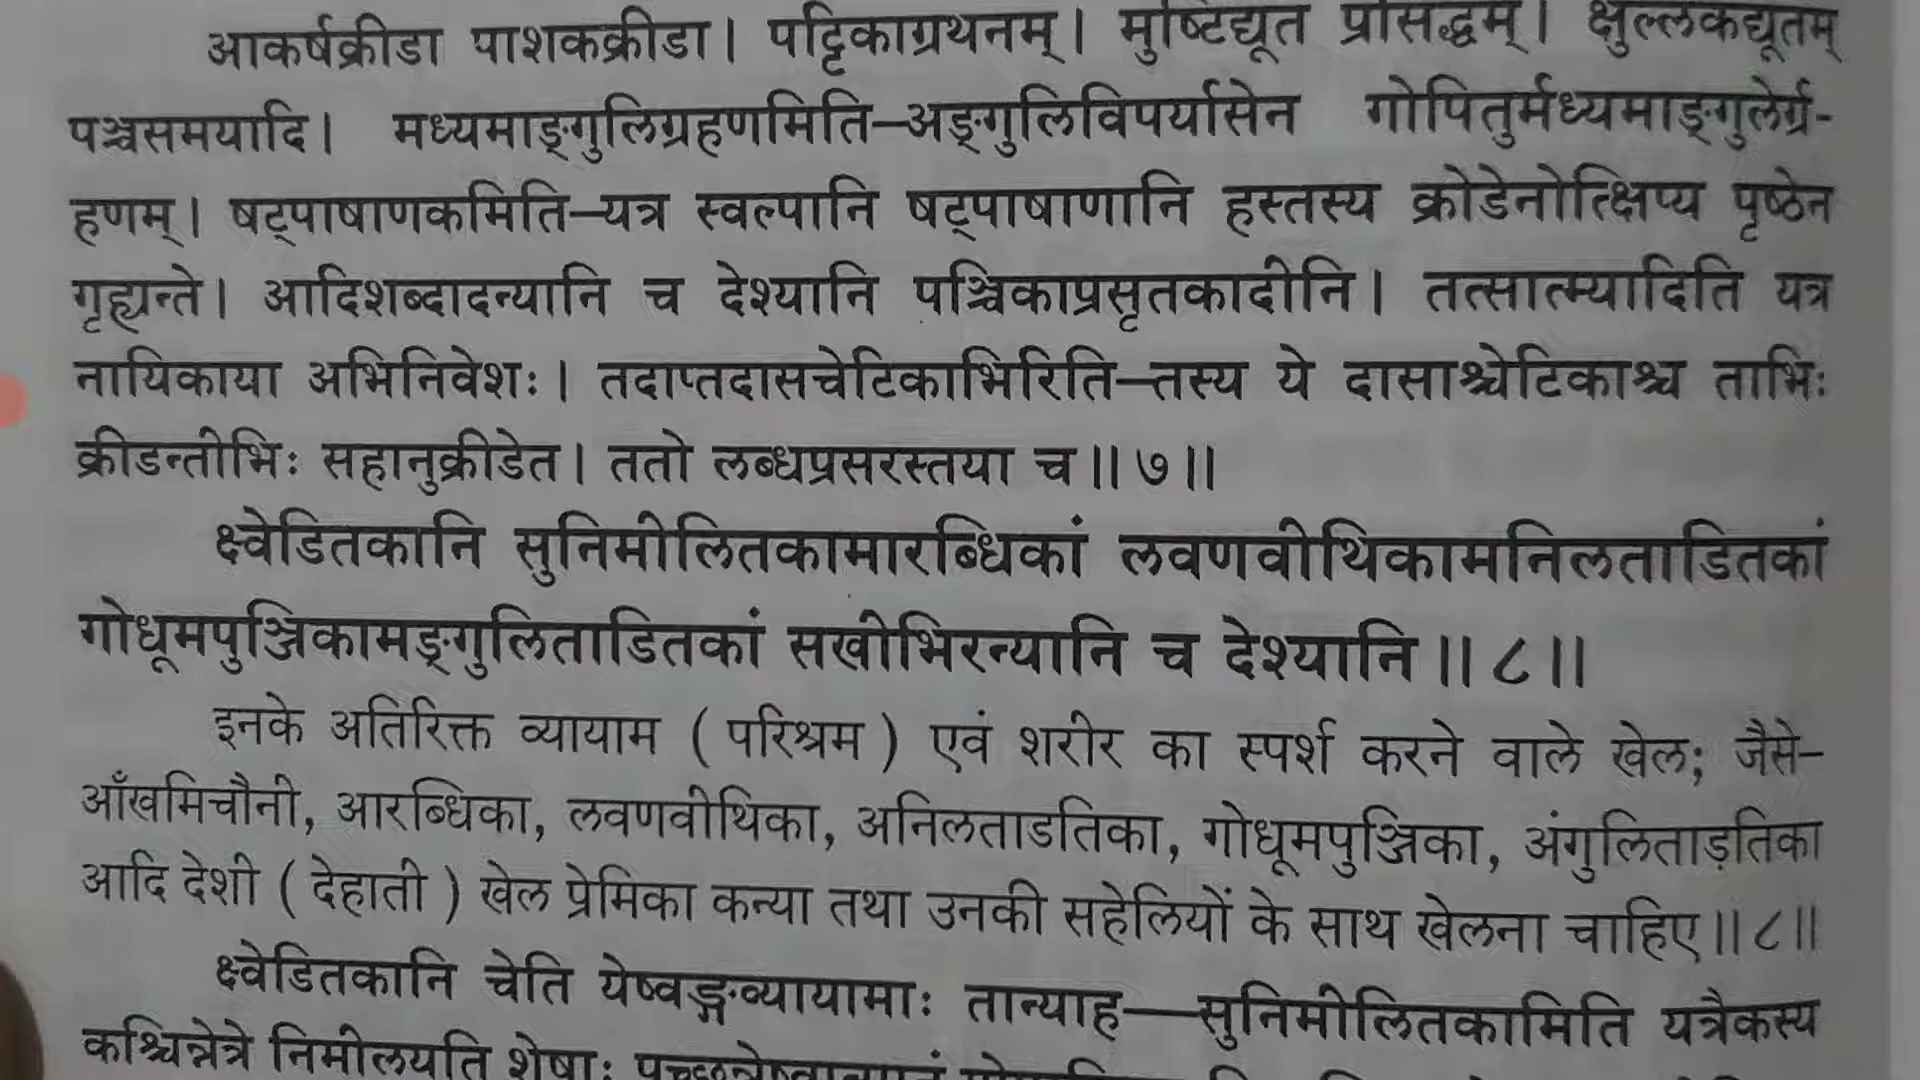 आकर्षक्रीडा पाशकक्रीडा। पट्टिकाग्रथनम्। मुष्टिद्यूत प्रसिद्धम्। क्षुल्लकद्यूतम्
पञ्चसमयादि। मध्यमाङ्गुलिग्रहणमिति—अङ्गुलिविपर्यासेन गोपितुर्मध्यमाङ्गुलेर्ग्र-
हणम्। षट्पाषाणकमिति—यत्र स्वल्पानि षट्पाषाणानि हस्तस्य क्रोडेनोत्क्षिप्य पृष्ठेन
गृह्यन्ते। आदिशब्दादन्यानि च देश्यानि पञ्चिकाप्रसृतकादीनि। तत्सात्म्यादिति यत्र
नायिकाया अभिनिवेशः। तदाप्तदासचेटिकाभिरिति—तस्य ये दासाश्चेटिकाश्च ताभिः
क्रीडन्तीभिः सहानुक्रीडेत। ततो लब्धप्रसरस्तया च॥७॥
क्ष्वेडितकानि सुनिमीलितकामारब्धिकां लवणवीथिकामनिलताडितकां
गोधूमपुञ्जिकामङ्गुलिताडितकां सखीभिरन्यानि च देश्यानि॥८॥
इनके अतिरिक्त व्यायाम ( परिश्रम ) एवं शरीर का स्पर्श करने वाले खेल; जैसे—
आँखमिचौनी, आरब्धिका, लवणवीथिका, अनिलताडतिका, गोधूमपुञ्जिका, अंगुलिताड़तिका
आदि देशी ( देहाती ) खेल प्रेमिका कन्या तथा उनकी सहेलियों के साथ खेलना चाहिए॥८॥
क्ष्वेडितकानि चेति येष्वङ्गव्यायामाः तान्याह—सुनिमीलितकामिति यत्रैकस्य
कश्चिन्नेत्रे निमीलयति शेषाः